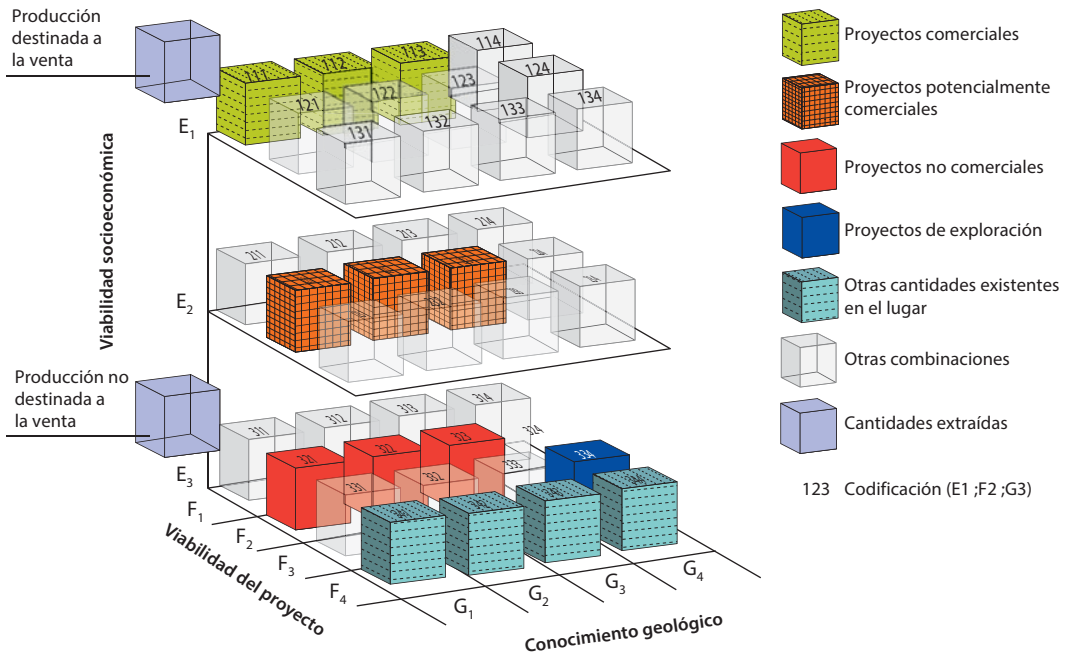 Producción
destinada a
la venta
Viabilidad socioeconómica
E1
111
112
113
114
121
122
123
124
131
132
133
134
E2
211
212
213
214
Producción no
destinada a
la venta
E3
311
312
313
314
321
322
323
324
331
332
333
334
F1
F2
F3
F4
Viabilidad del proyecto
G1
G2
G3
G4
Conocimiento geológico
Proyectos comerciales
Proyectos potencialmente
comerciales
Proyectos no comerciales
Proyectos de exploración
Otras cantidades existentes
en el lugar
Otras combinaciones
Cantidades extraídas
123 Codificación (E1 ;F2 ;G3)